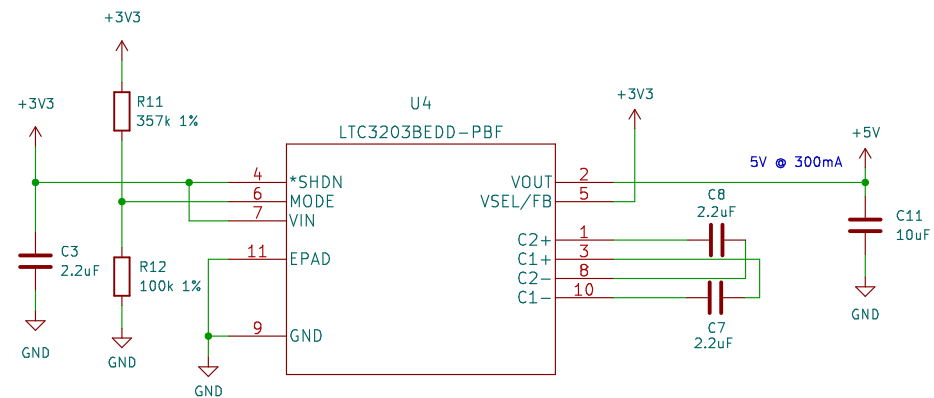 +3V3
+3V3
R11
357k 1%
U4
LTC3203BEDD-PBF
+3V3
+5V
5V @ 300mA
4
*SHDN
6
MODE
7
VIN
11
EPAD
9
GND
VOUT
2
VSEL/FB
5
C2+
1
C1+
3
C2-
8
C1-
10
C8
2.2uF
C11
10uF
C3
2.2uF
R12
100k 1%
C7
2.2uF
GND
GND
GND
GND